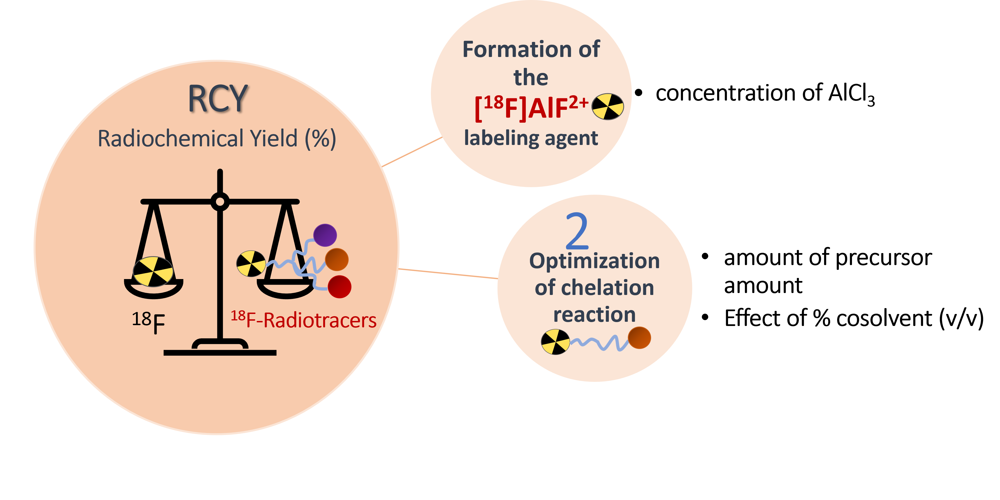 RCY
Radiochemical Yield (%)
¹⁸F
¹⁸F-Radiotracers
Formation of
the
[¹⁸F]AlF²⁺
labeling agent
• concentration of AlCl₃
2
Optimization
of chelation
reaction
• amount of precursor
amount
• Effect of % cosolvent (v/v)